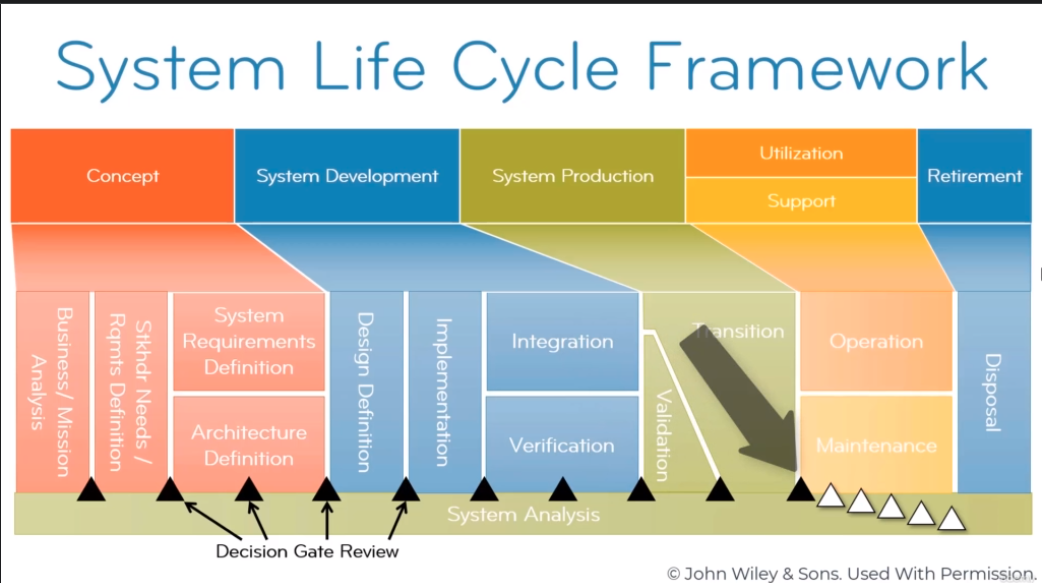 System Life Cycle Framework
Concept
System Development
System Production
Utilization
Support
Retirement
Business/ Mission
Analysis
Stkhdr Needs /
Rqmts Definition
System
Requirements
Definition
Architecture
Definition
Design Definition
Implementation
Integration
Verification
Validation
Transition
Operation
Maintenance
Disposal
System Analysis
Decision Gate Review
© John Wiley & Sons. Used With Permission.